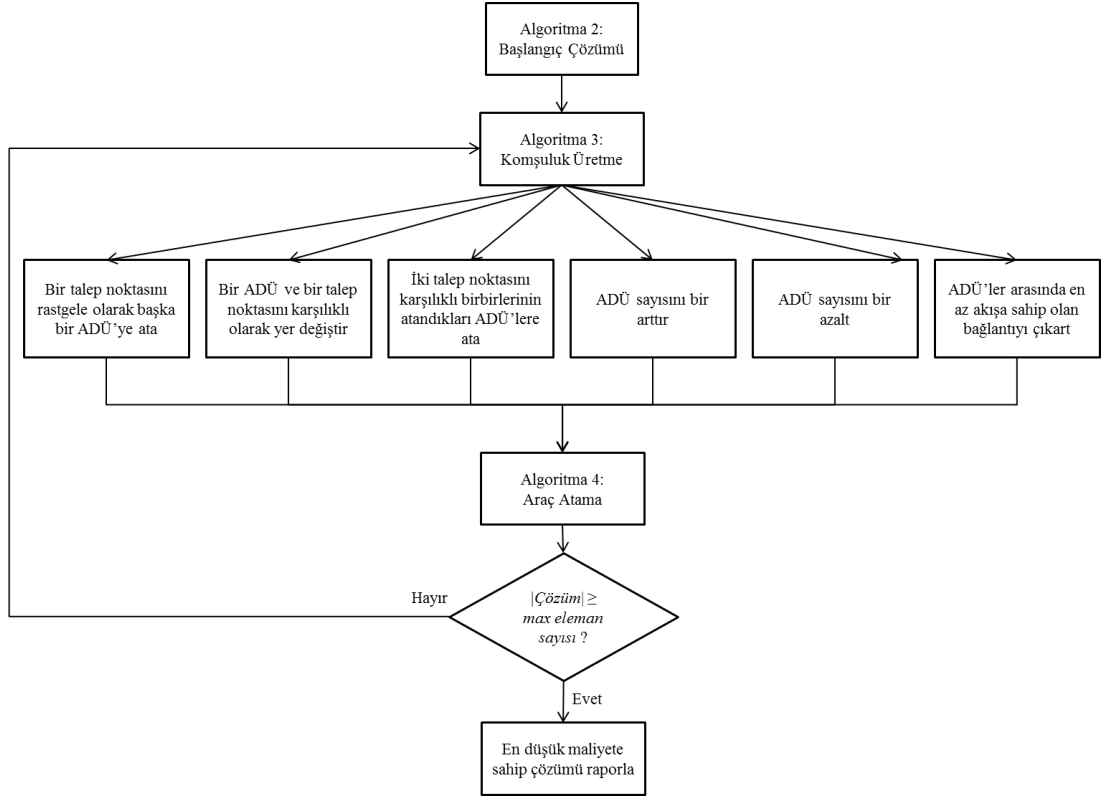 Algoritma 2:
Başlangıç Çözümü
Algoritma 3:
Komşuluk Üretme
Bir talep noktasını
rastgele olarak başka
bir ADÜ'ye ata
Bir ADÜ ve bir talep
noktasını karşılıklı
olarak yer değiştir
İki talep noktasını
karşılıklı birbirlerinin
atandıkları ADÜ'lere
ata
ADÜ sayısını bir
arttır
ADÜ sayısını bir
azalt
ADÜ'ler arasında en
az akışa sahip olan
bağlantıyı çıkart
Algoritma 4:
Araç Atama
Hayır
|Çözüm| ≥
max eleman
sayısı ?
Evet
En düşük maliyete
sahip çözümü raporla